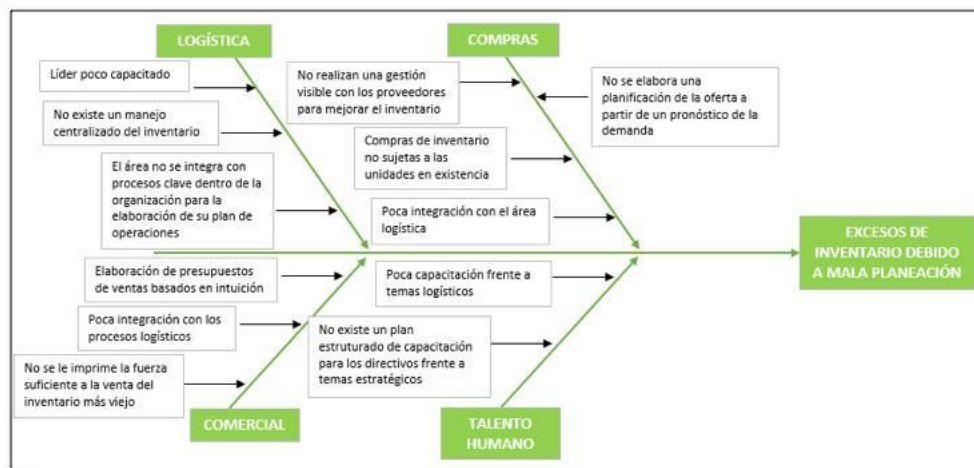 LOGÍSTICA
COMPRAS
Líder poco capacitado
No existe un manejo
centralizado del inventario
El área no se integra con
procesos clave dentro de la
organización para la
elaboración de su plan de
operaciones
No realizan una gestión
visible con los proveedores
para mejorar el inventario
No se elabora una
planificación de la oferta a
partir de un pronóstico de la
demanda
Compras de inventario
no sujetas a las
unidades en existencia
Poca integración con el área
logística
EXCESOS DE
INVENTARIO DEBIDO
A MALA PLANEACIÓN
Elaboración de presupuestos
de ventas basados en intuición
Poca integración con los
procesos logísticos
No se le imprime la fuerza
suficiente a la venta del
inventario más viejo
Poca capacitación frente a
temas logísticos
No existe un plan
estructurado de capacitación
para los directivos frente a
temas estratégicos
COMERCIAL
TALENTO
HUMANO